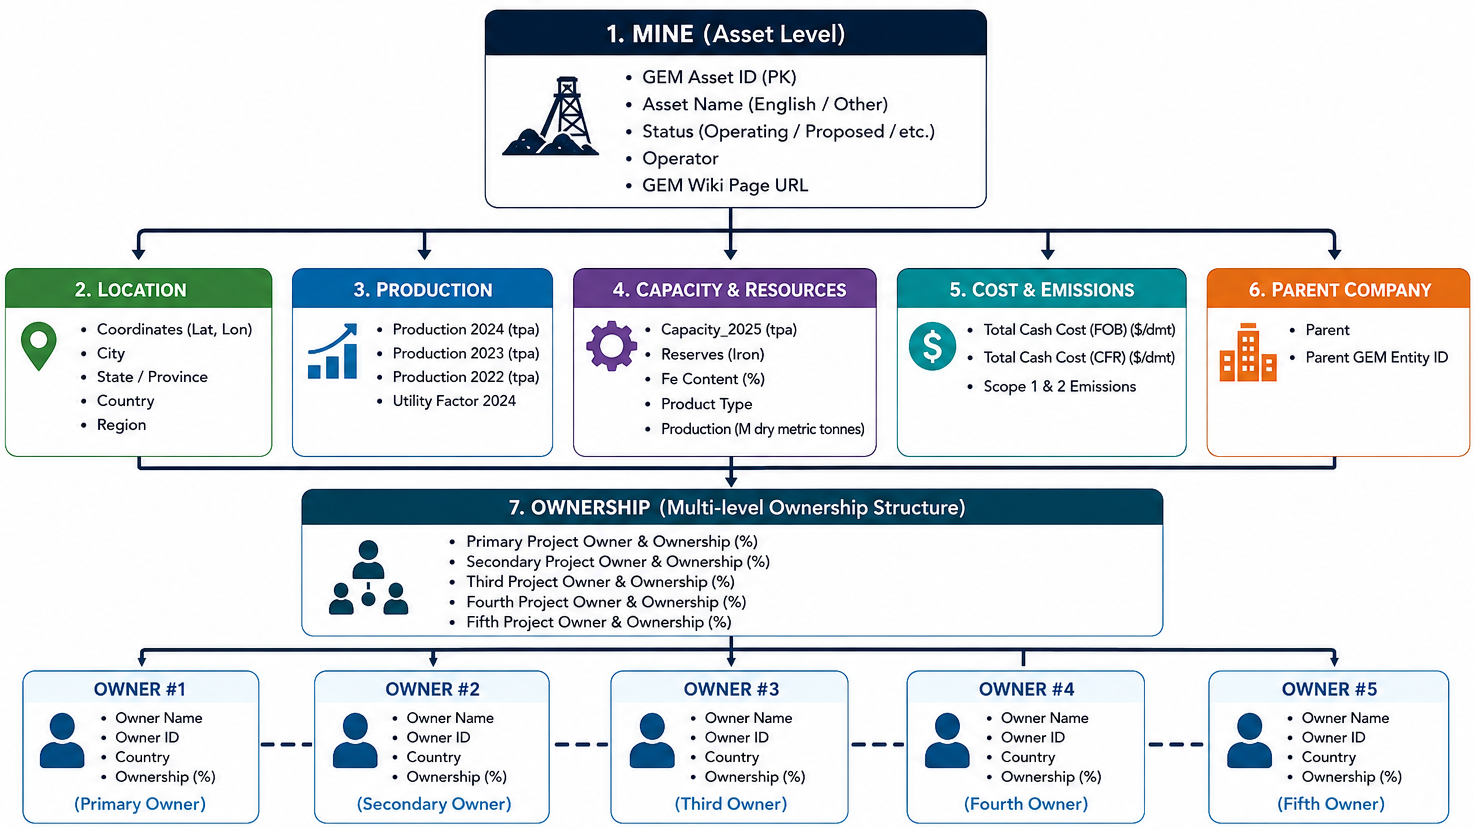 1. MINE (Asset Level)
• GEM Asset ID (PK)
• Asset Name (English / Other)
• Status (Operating / Proposed / etc.)
• Operator
• GEM Wiki Page URL
2. LOCATION
• Coordinates (Lat, Lon)
• City
• State / Province
• Country
• Region
3. PRODUCTION
• Production 2024 (tpa)
• Production 2023 (tpa)
• Production 2022 (tpa)
• Utility Factor 2024
4. CAPACITY & RESOURCES
• Capacity_2025 (tpa)
• Reserves (Iron)
• Fe Content (%)
• Product Type
• Production (M dry metric tonnes)
5. COST & EMISSIONS
$
• Total Cash Cost (FOB) ($/dmt)
• Total Cash Cost (CFR) ($/dmt)
• Scope 1 & 2 Emissions
6. PARENT COMPANY
• Parent
• Parent GEM Entity ID
7. OWNERSHIP (Multi-level Ownership Structure)
• Primary Project Owner & Ownership (%)
• Secondary Project Owner & Ownership (%)
• Third Project Owner & Ownership (%)
• Fourth Project Owner & Ownership (%)
• Fifth Project Owner & Ownership (%)
OWNER #1
• Owner Name
• Owner ID
• Country
• Ownership (%)
(Primary Owner)
OWNER #2
• Owner Name
• Owner ID
• Country
• Ownership (%)
(Secondary Owner)
OWNER #3
• Owner Name
• Owner ID
• Country
• Ownership (%)
(Third Owner)
OWNER #4
• Owner Name
• Owner ID
• Country
• Ownership (%)
(Fourth Owner)
OWNER #5
• Owner Name
• Owner ID
• Country
• Ownership (%)
(Fifth Owner)